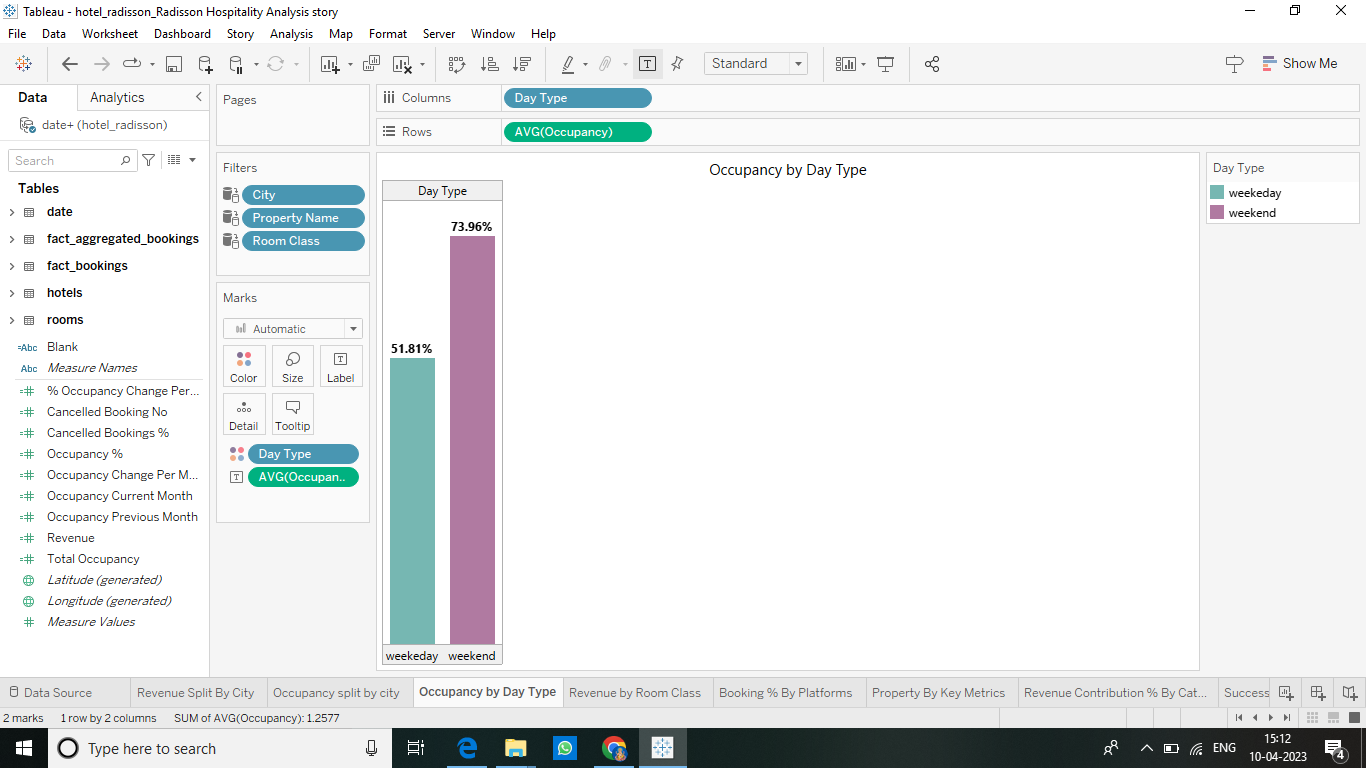 Tableau - hotel_radisson_Radisson Hospitality Analysis story
File Data Worksheet Dashboard Story Analysis Map Format Server Window Help
Standard
Show Me
Data Analytics
date+ (hotel_radisson)
Search
Tables
date
fact_aggregated_bookings
fact_bookings
hotels
rooms
=Abc Blank
Abc Measure Names
=# % Occupancy Change Per...
=# Cancelled Booking No
=# Cancelled Bookings %
=# Occupancy %
=# Occupancy Change Per M...
=# Occupancy Current Month
=# Occupancy Previous Month
=# Revenue
=# Total Occupancy
Latitude (generated)
Longitude (generated)
# Measure Values
Pages
Filters
City
Property Name
Room Class
Marks
Automatic
Color Size Label
Detail Tooltip
Day Type
AVG(Occupan..
Columns Day Type
Rows AVG(Occupancy)
Occupancy by Day Type
Day Type
73.96%
51.81%
weekeday weekend
Day Type
weekeday
weekend
Data Source Revenue Split By City Occupancy split by city Occupancy by Day Type Revenue by Room Class Booking % By Platforms Property By Key Metrics Revenue Contribution % By Cat... Success
2 marks 1 row by 2 columns SUM of AVG(Occupancy): 1.2577
Type here to search
ENG
15:12
10-04-2023
4